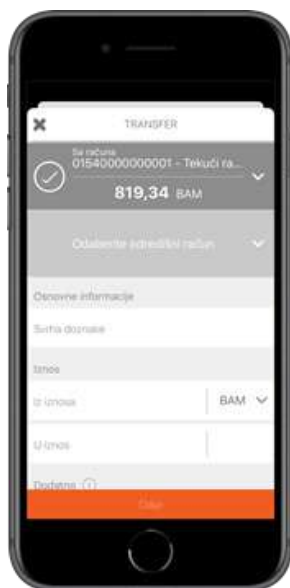 TRANSFER
Sa računa
01540000000001 - Tekući ra...
819,34 BAM
Odaberite odredišni račun
Osnovne informacije
Svrha doznake
Iznos
Iz iznosa
BAM
U iznos
Dodatno